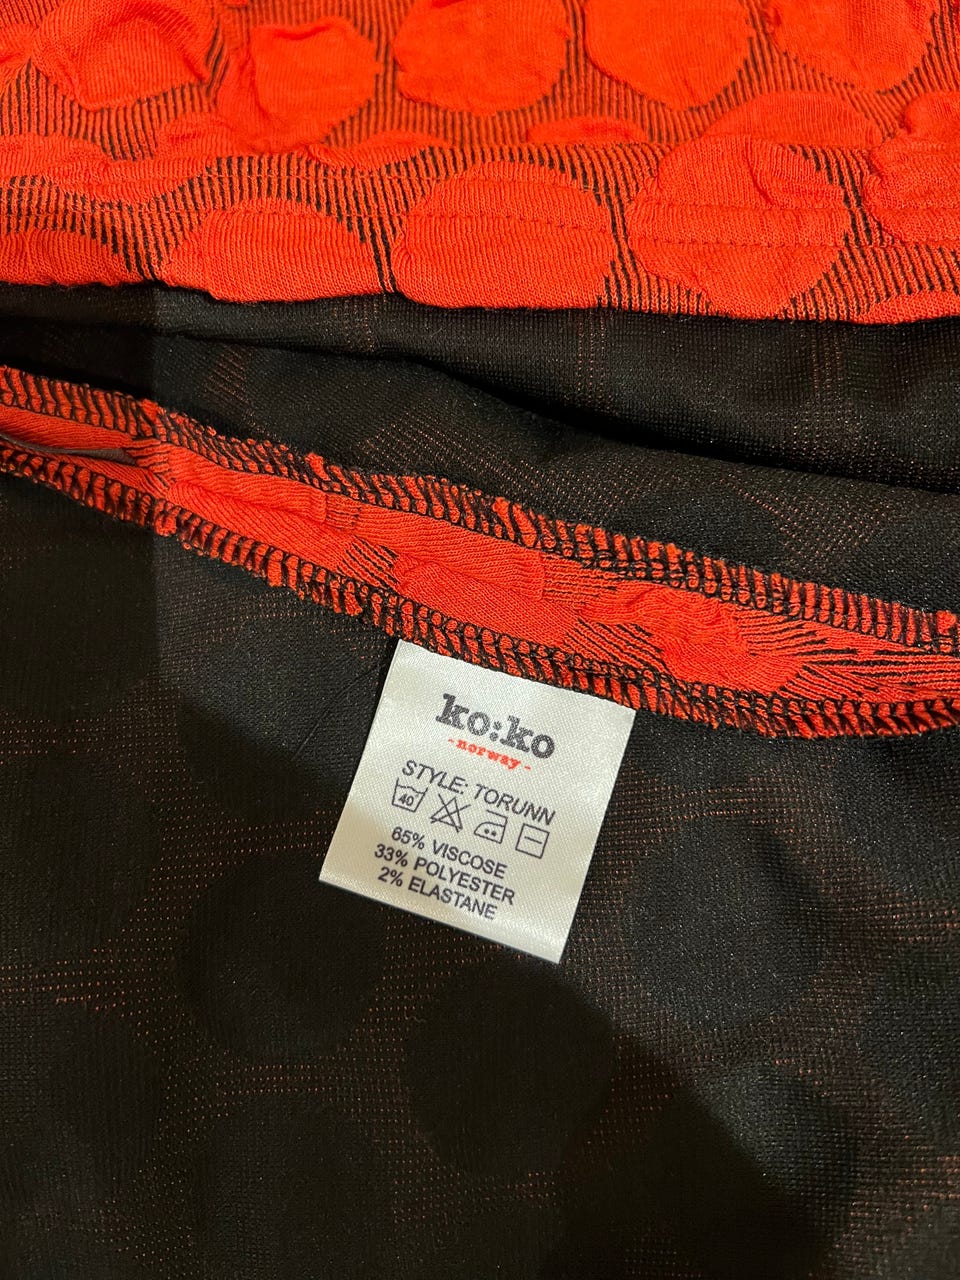 ko:ko
-norway-
STYLE: TORUNN
40
65% VISCOSE
33% POLYESTER
2% ELASTANE